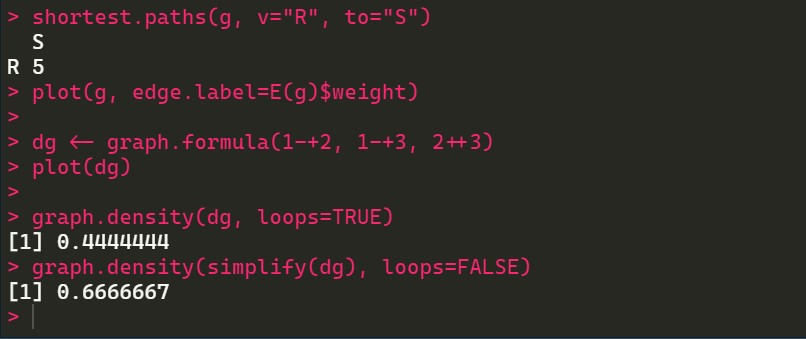 > shortest.paths(g, v="R", to="S")
  S
R 5
> plot(g, edge.label=E(g)$weight)
>
> dg <- graph.formula(1-+2, 1-+3, 2++3)
> plot(dg)
>
> graph.density(dg, loops=TRUE)
[1] 0.4444444
> graph.density(simplify(dg), loops=FALSE)
[1] 0.6666667
>